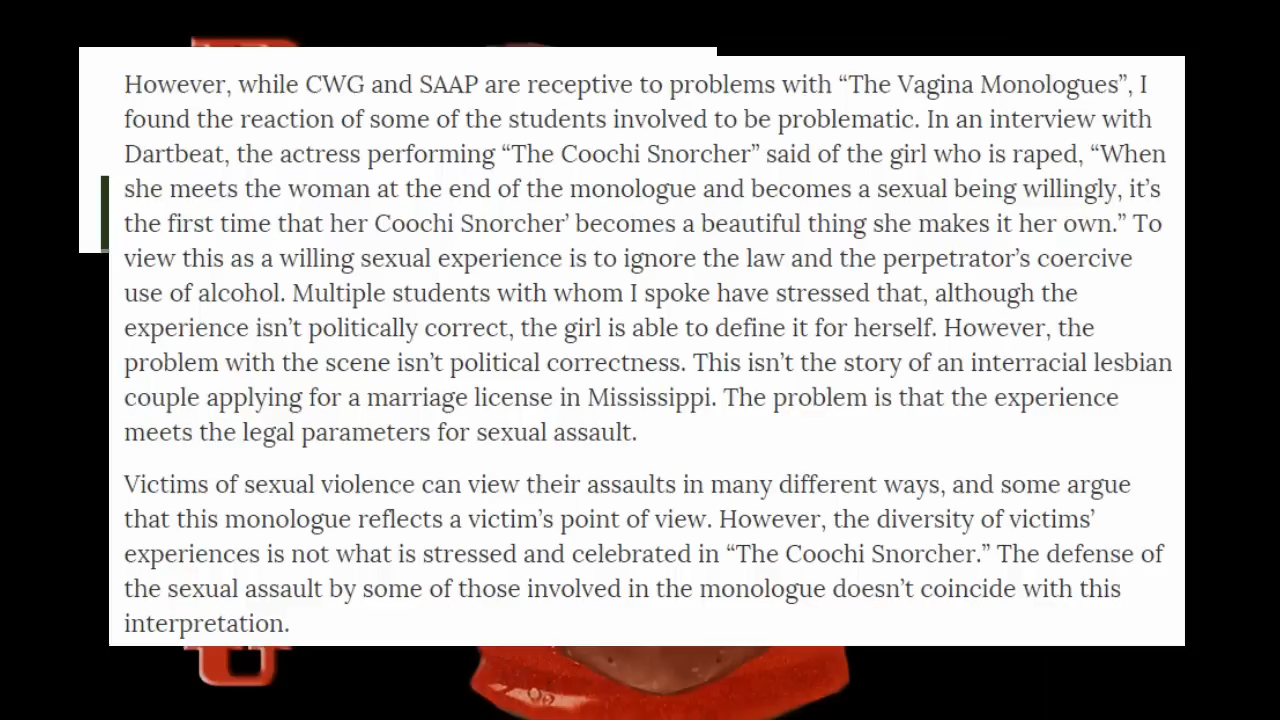 However, while CWG and SAAP are receptive to problems with “The Vagina Monologues”, I
found the reaction of some of the students involved to be problematic. In an interview with
Dartbeat, the actress performing “The Coochi Snorcher” said of the girl who is raped, “When
she meets the woman at the end of the monologue and becomes a sexual being willingly, it’s
the first time that her Coochi Snorcher’ becomes a beautiful thing she makes it her own.” To
view this as a willing sexual experience is to ignore the law and the perpetrator’s coercive
use of alcohol. Multiple students with whom I spoke have stressed that, although the
experience isn’t politically correct, the girl is able to define it for herself. However, the
problem with the scene isn’t political correctness. This isn’t the story of an interracial lesbian
couple applying for a marriage license in Mississippi. The problem is that the experience
meets the legal parameters for sexual assault.
Victims of sexual violence can view their assaults in many different ways, and some argue
that this monologue reflects a victim’s point of view. However, the diversity of victims’
experiences is not what is stressed and celebrated in “The Coochi Snorcher.” The defense of
the sexual assault by some of those involved in the monologue doesn’t coincide with this
interpretation.